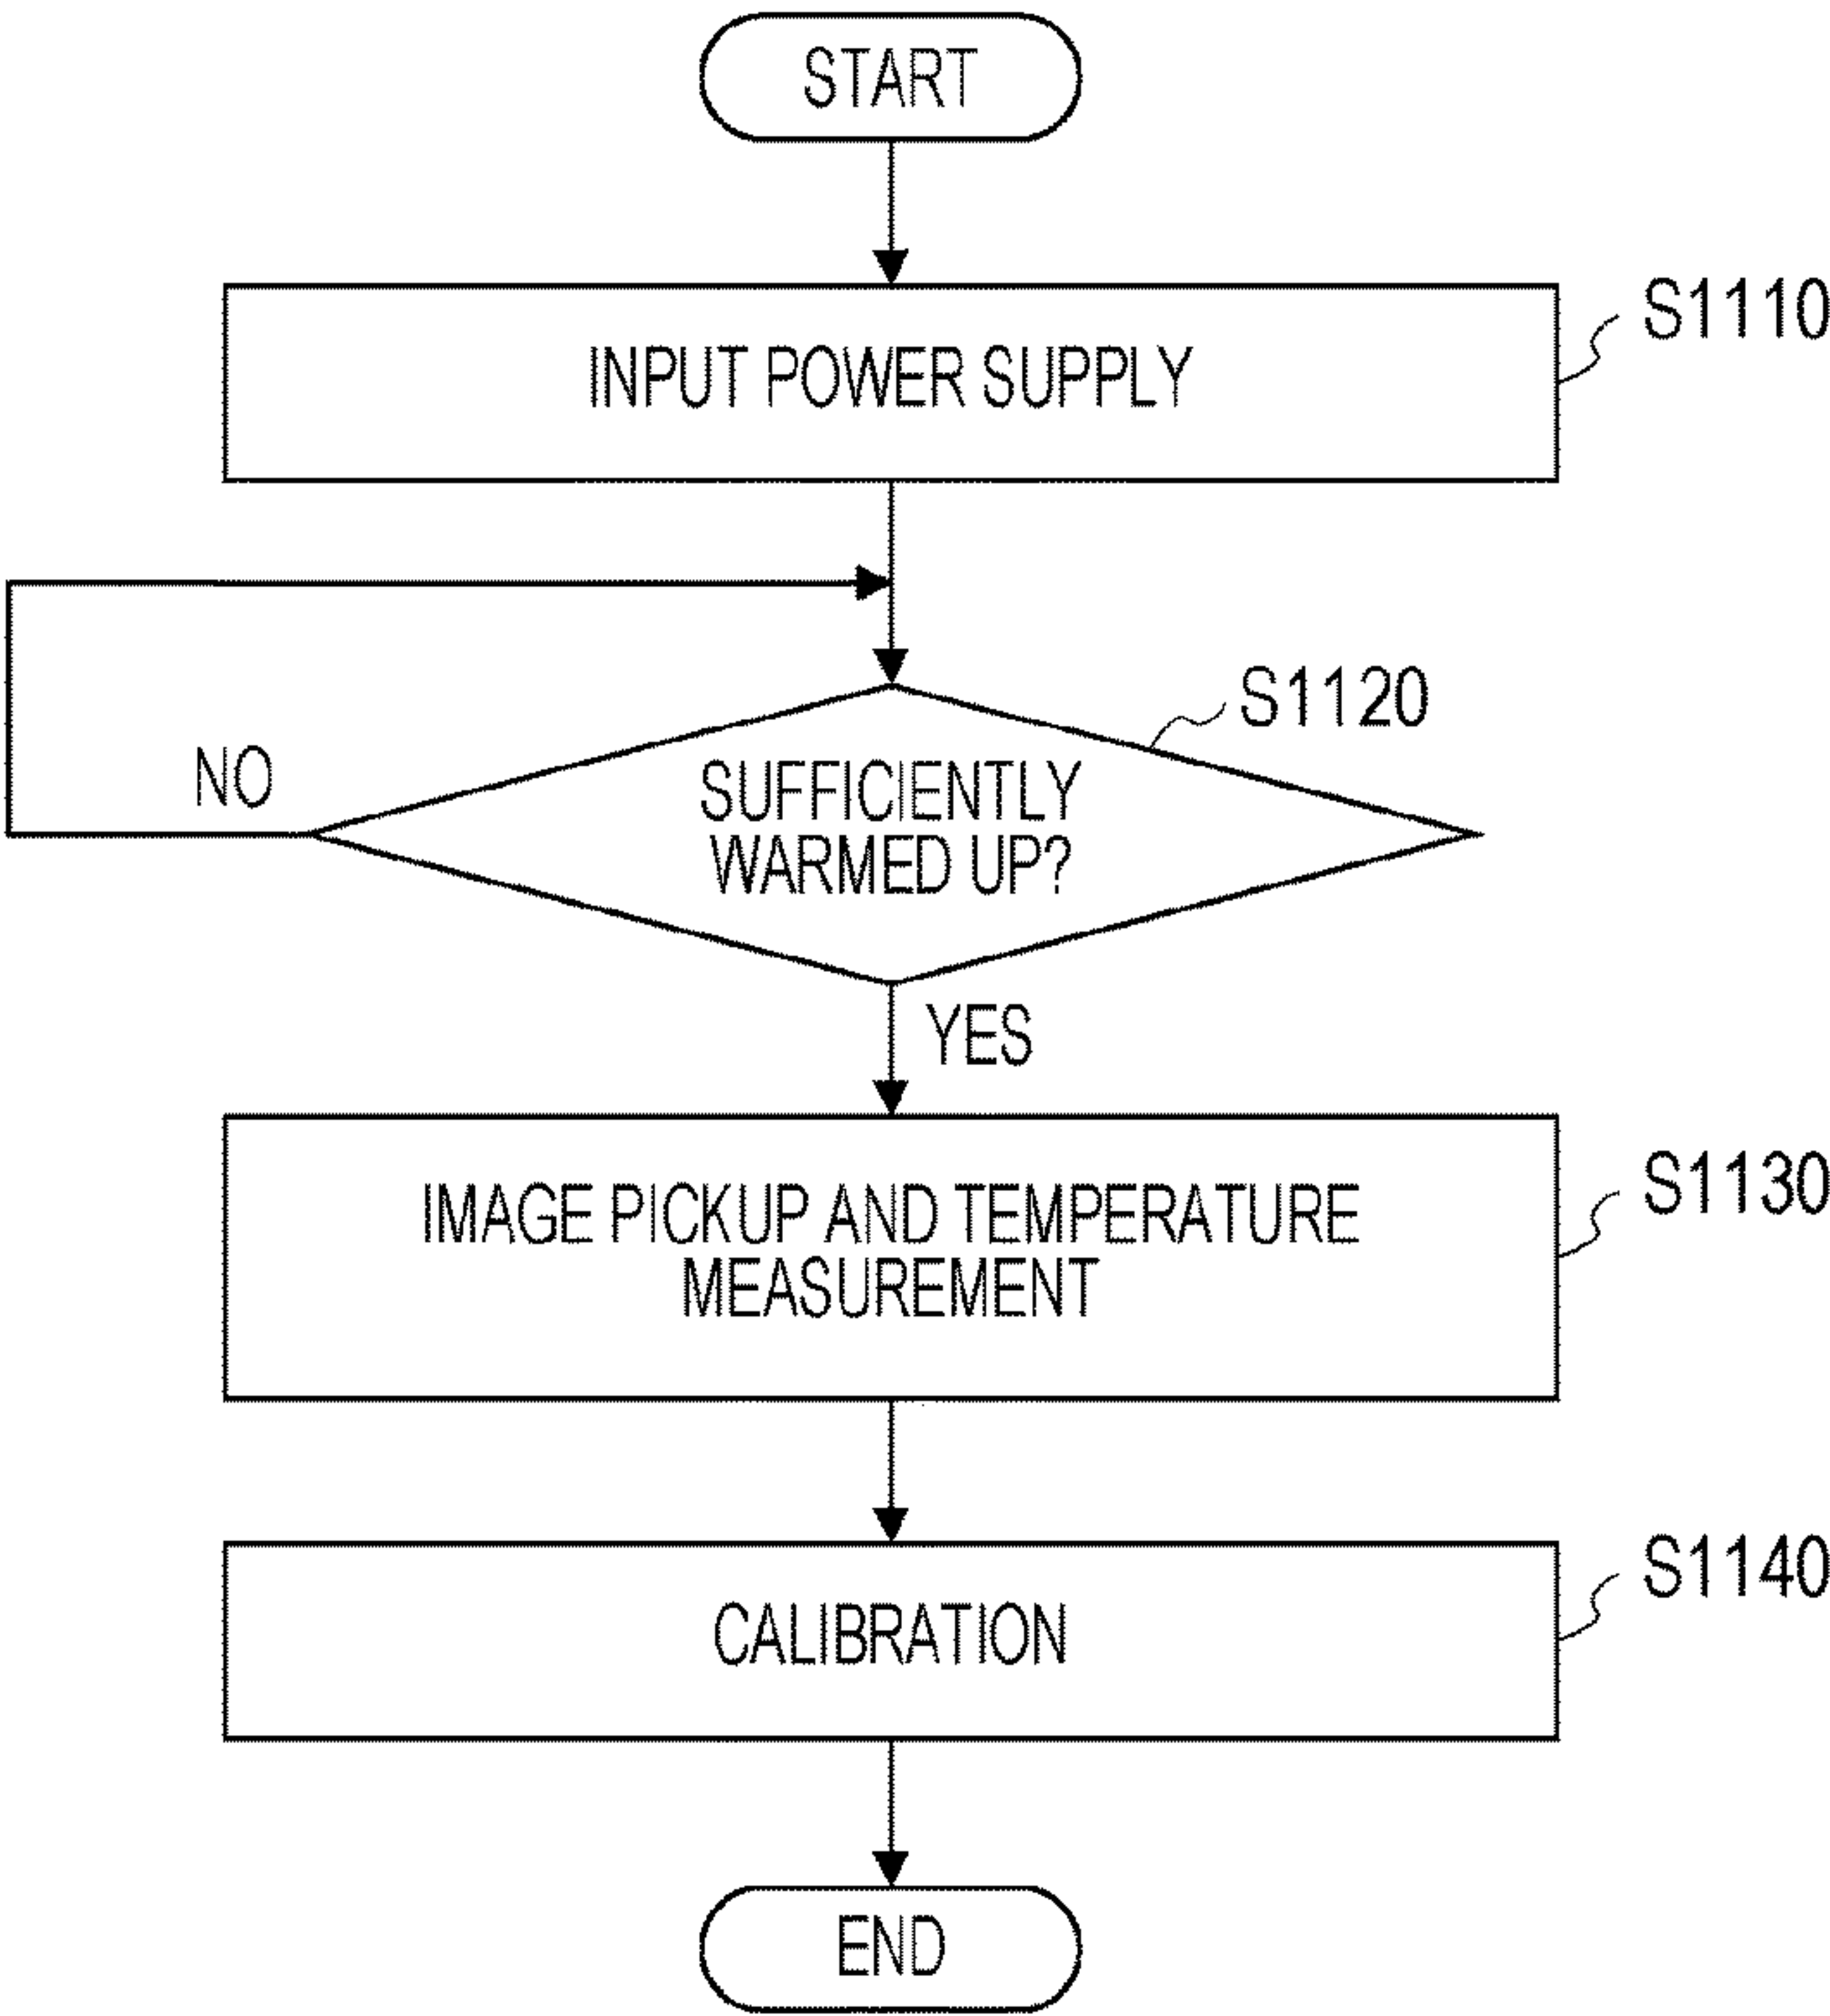 START
INPUT POWER SUPPLY
S1110
S1120
NO
SUFFICIENTLY
WARMED UP?
YES
IMAGE PICKUP AND TEMPERATURE
MEASUREMENT
S1130
CALIBRATION
S1140
END